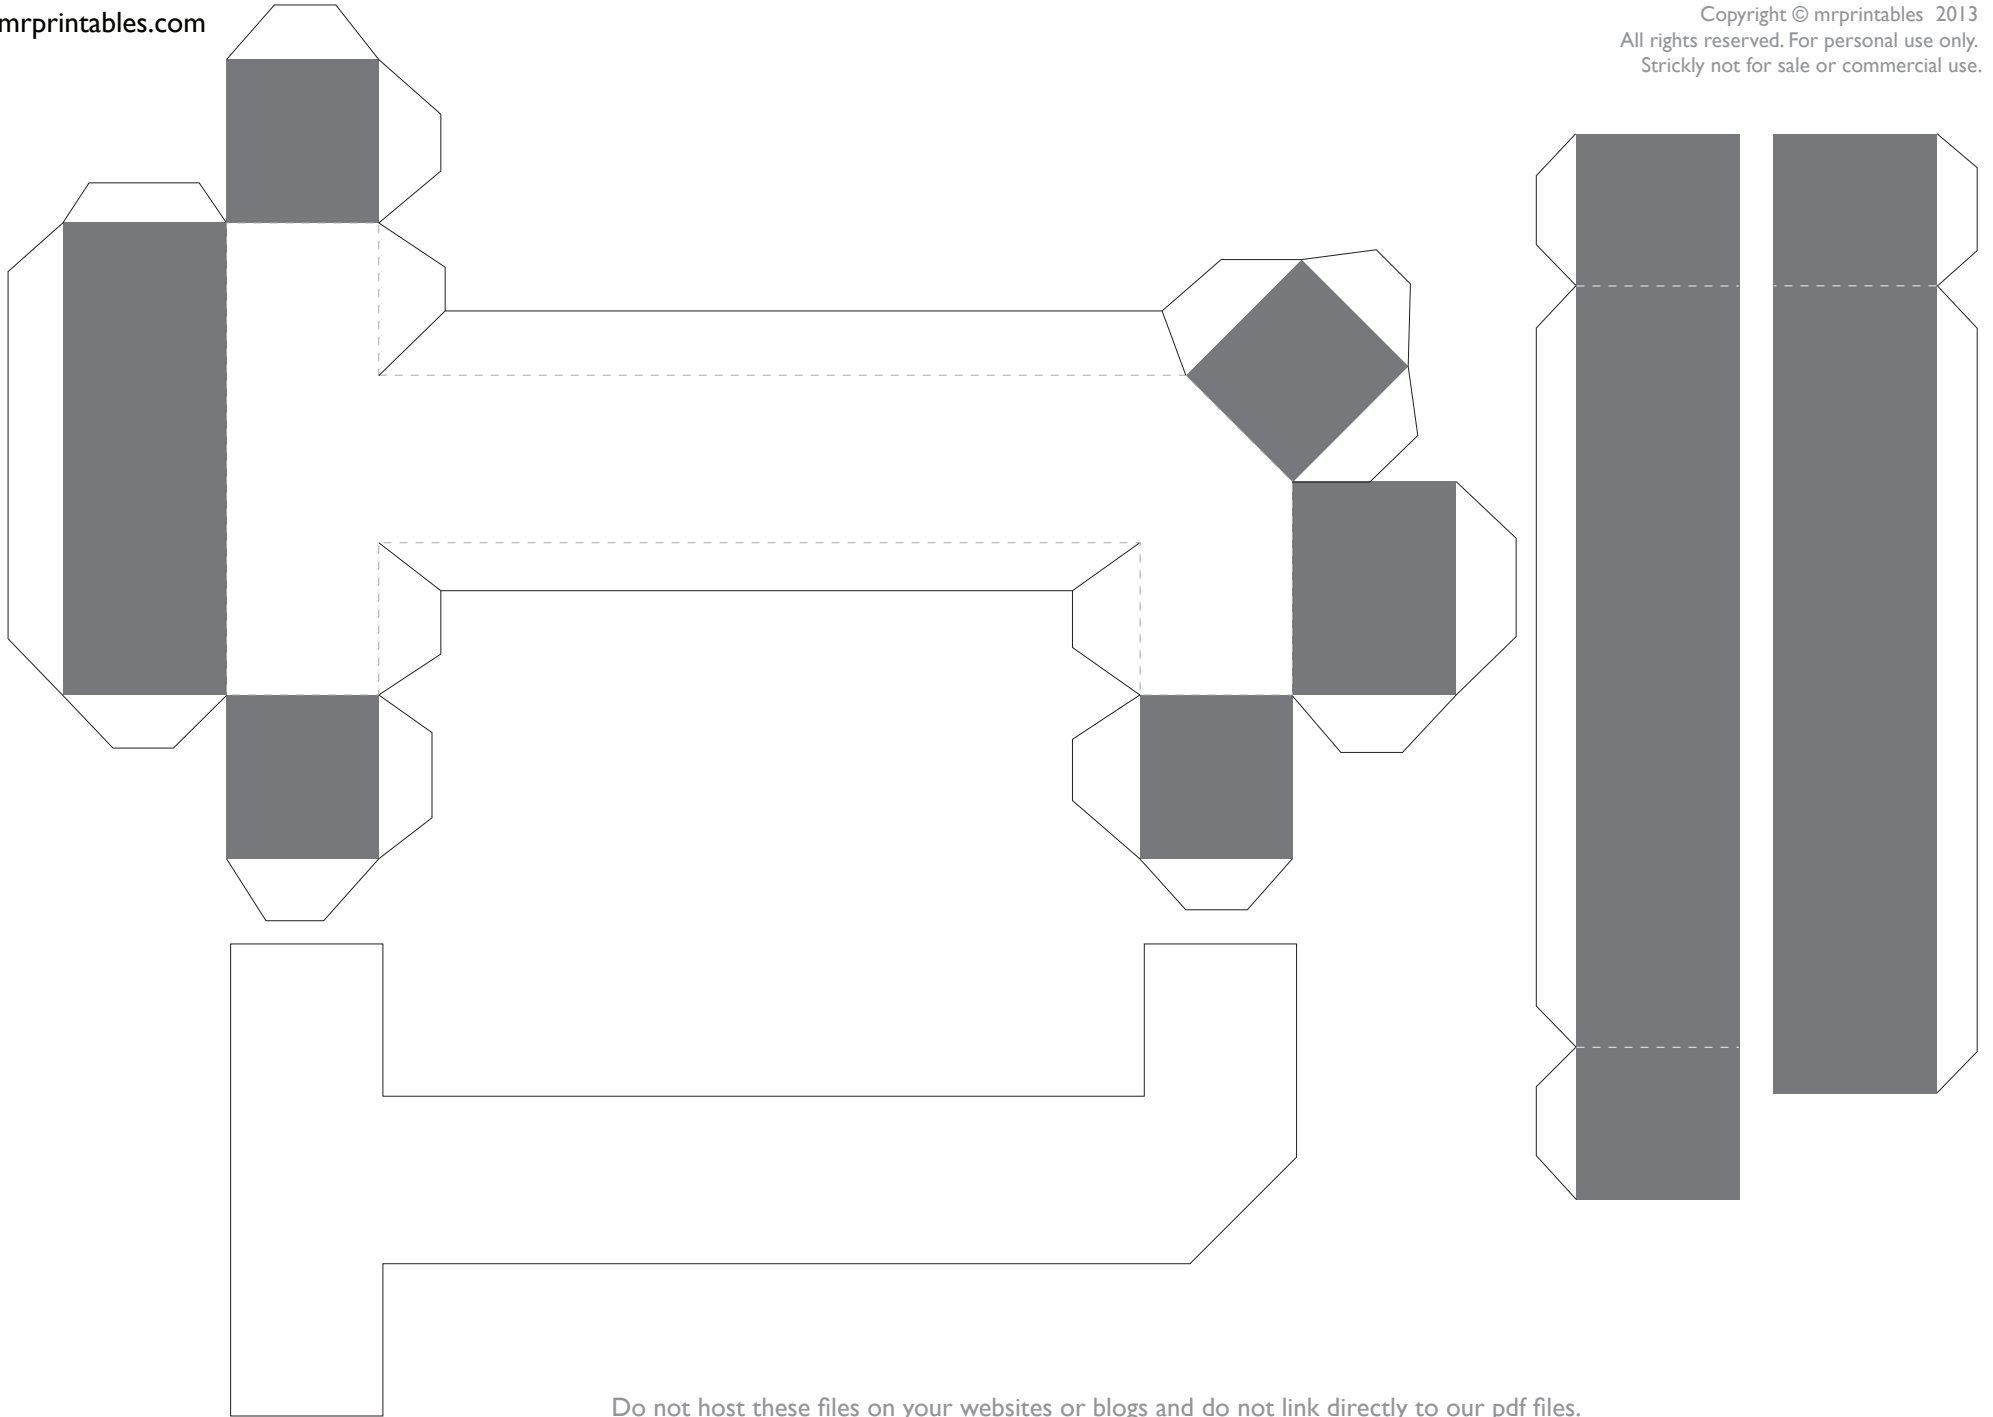 mrprintables.com
Copyright © mrprintables 2013
All rights reserved. For personal use only.
Strickly not for sale or commercial use.
Do not host these files on your websites or blogs and do not link directly to our pdf files.